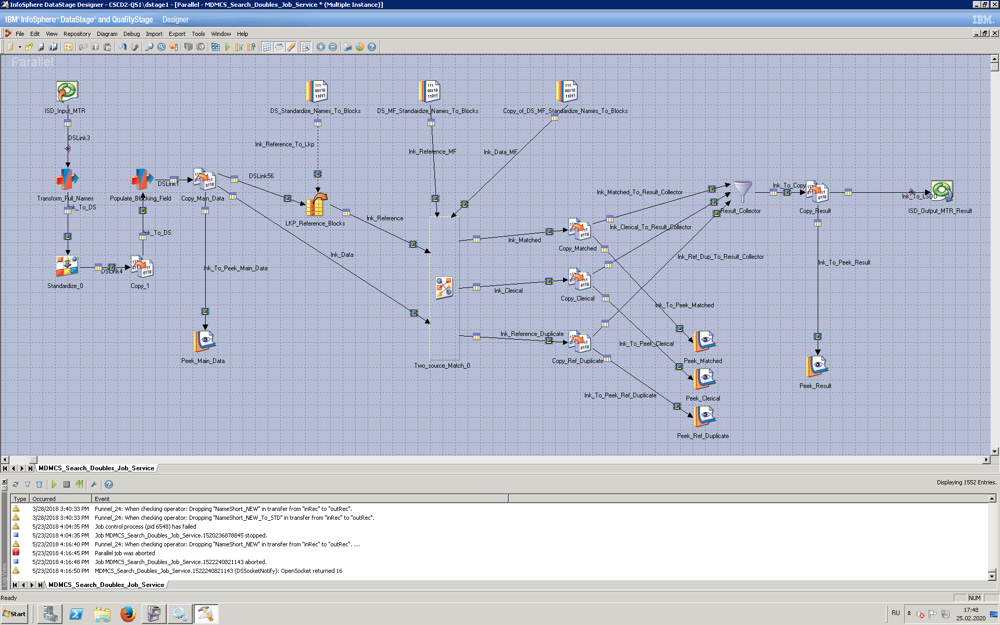 InfoSphere DataStage Designer - CSCD2-QS1\dstage1 - [Parallel - MDMCS_Search_Doubles_Job_Service * (Multiple Instance)]
IBM® InfoSphere™ DataStage® and QualityStage Designer
IBM.
File Edit View Repository Diagram Debug Import Export Tools Window Help
Parallel
ISD_Input_MTR
DS_Standardize_Names_To_Blocks
DS_MF_Standardize_Names_To_Blocks
Copy_of_DS_MF_Standardize_Names_To_Blocks
DSLink3
lnk_Reference_To_Lkp
lnk_Reference_MF
lnk_Data_MF
DSLink56
DSLink1
lnk_To_Copy
lnk_Matched_To_Result_Collector
lnk_To_LSDO
Transform_Full_Names
Populate_Blocking_Field
Copy_Main_Data
lnk_To_DS
Result_Collector
Copy_Result
ISD_Output_MTR_Result
lnk_Reference
LKP_Reference_Blocks
lnk_Clerical_To_Result_Collector
lnk_To_DS
lnk_Matched
Copy_Matched
lnk_Data
lnk_Ref_Dup_To_Result_Collector
lnk_To_Peek_Result
DSLink4
lnk_To_Peek_Main_Data
Standardize_0
Copy_1
lnk_Clerical
Copy_Clerical
lnk_To_Peek_Matched
lnk_Reference_Duplicate
lnk_To_Peek_Clerical
Peek_Main_Data
Copy_Ref_Duplicate
Peek_Matched
Two_source_Match_0
Peek_Result
lnk_To_Peek_Ref_Duplicate
Peek_Clerical
Peek_Ref_Duplicate
MDMCS_Search_Doubles_Job_Service
Displaying 1552 Entries.
Type Occurred Event
3/28/2018 3:40:33 PM Funnel_24: When checking operator: Dropping "NameShort_NEW" in transfer from "inRec" to "outRec".
3/28/2018 3:40:33 PM Funnel_24: When checking operator: Dropping "NameShort_NEW_To_STD" in transfer from "inRec" to "outRec".
5/23/2018 4:04:35 PM Job control process (pid 6548) has failed
5/23/2018 4:04:35 PM Job MDMCS_Search_Doubles_Job_Service.1520236878845 stopped.
5/23/2018 4:16:40 PM Funnel_24: When checking operator: Dropping "NameShort_NEW" in transfer from "inRec" to "outRec". ...
5/23/2018 4:16:45 PM Parallel job was aborted
5/23/2018 4:16:48 PM Job MDMCS_Search_Doubles_Job_Service.1522240821143 aborted.
5/23/2018 4:16:50 PM MDMCS_Search_Doubles_Job_Service.1522240821143 (DSSocketNotify): OpenSocket returned 16
Log View
MDMCS_Search_Doubles_Job_Service
Ready
NUM
Start
RU
17:48
25.02.2020